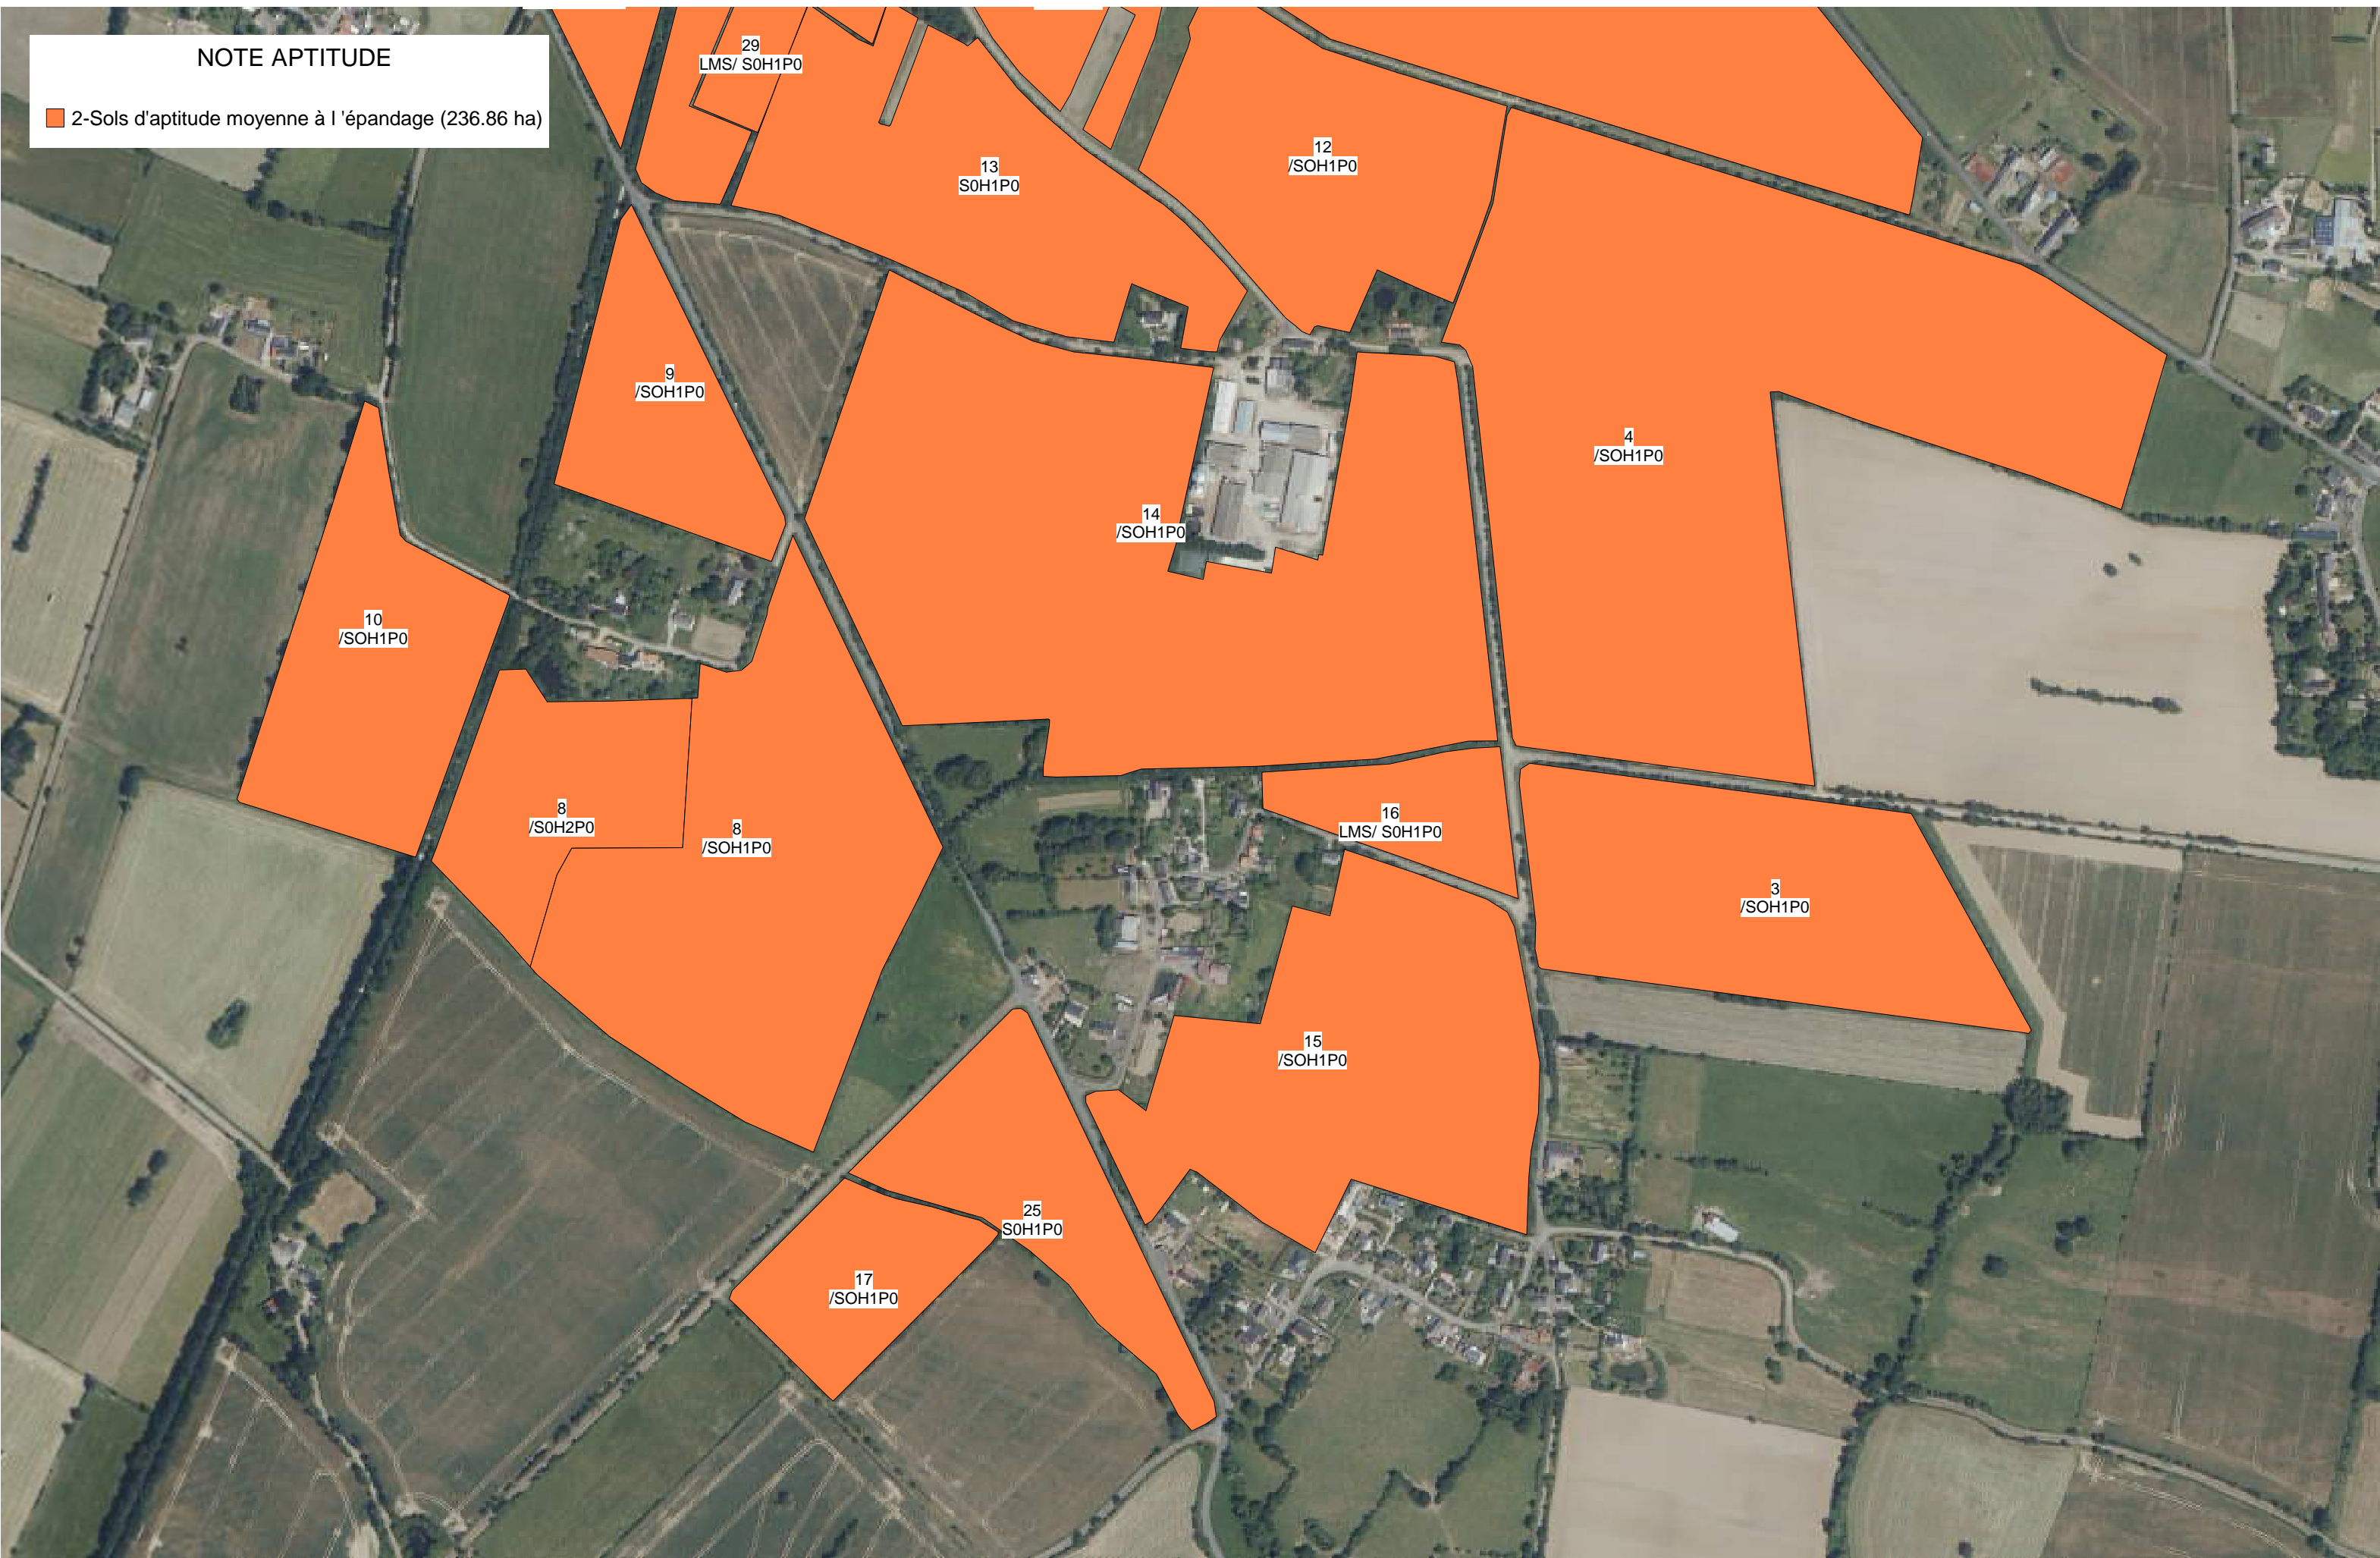 NOTE APTITUDE
2-Sols d'aptitude moyenne à l 'épandage (236.86 ha)
29
LMS/ S0H1P0
12
/SOH1P0
13
S0H1P0
9
/SOH1P0
4
/SOH1P0
14
/SOH1P0
10
/SOH1P0
8
/S0H2P0
8
/SOH1P0
16
LMS/ S0H1P0
3
/SOH1P0
15
/SOH1P0
25
S0H1P0
17
/SOH1P0